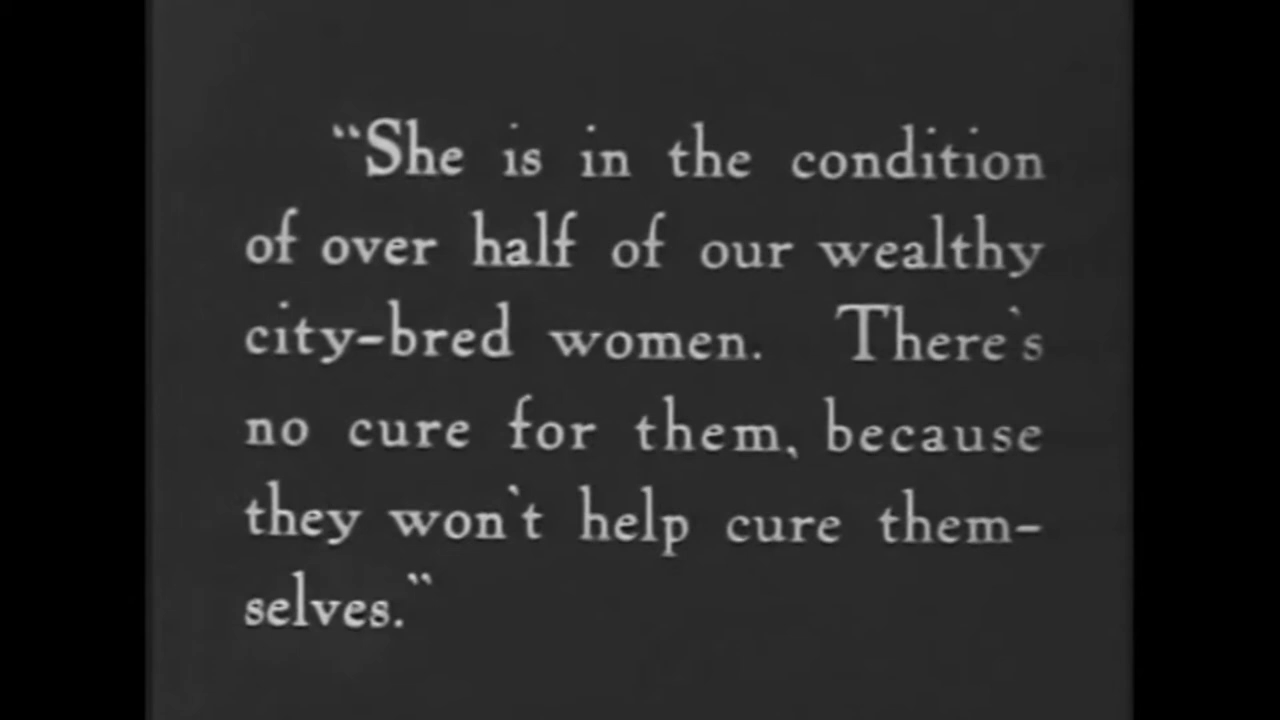 “She is in the condition
of over half of our wealthy
city-bred women. There's
no cure for them, because
they won't help cure them-
selves.”